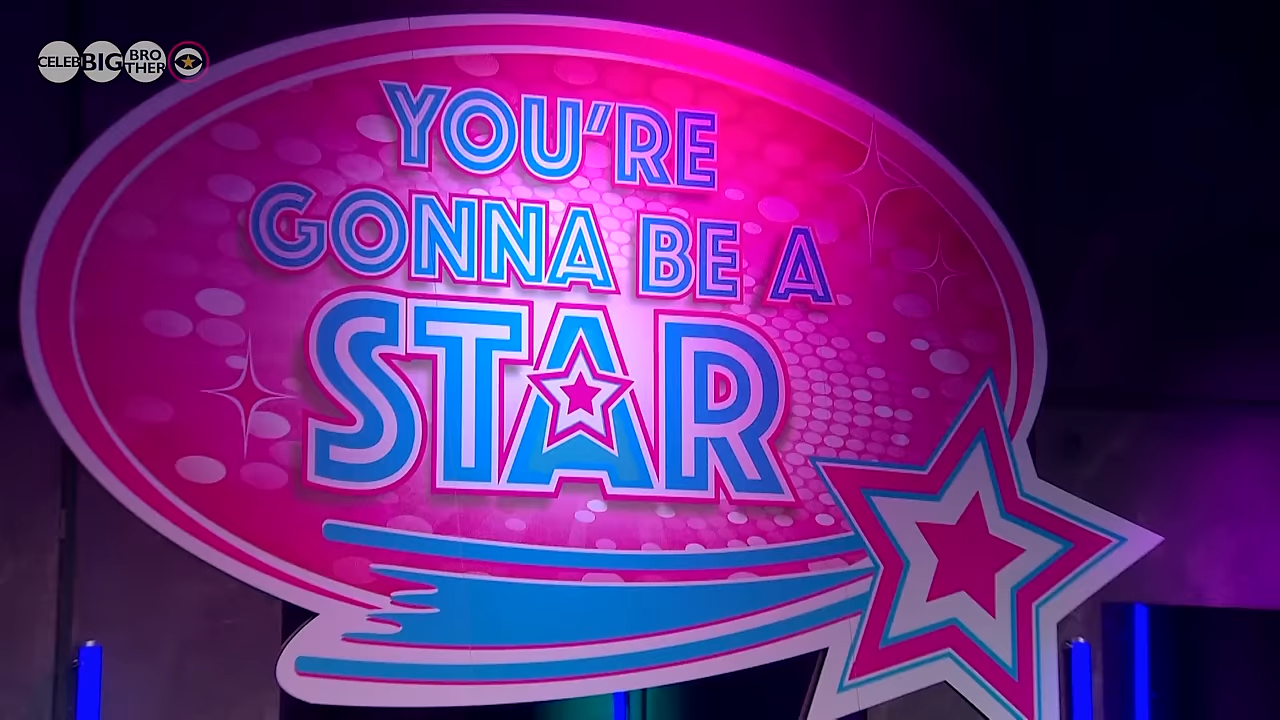 CELEB BIG BRO
THER
YOU'RE
GONNA BE A
STAR